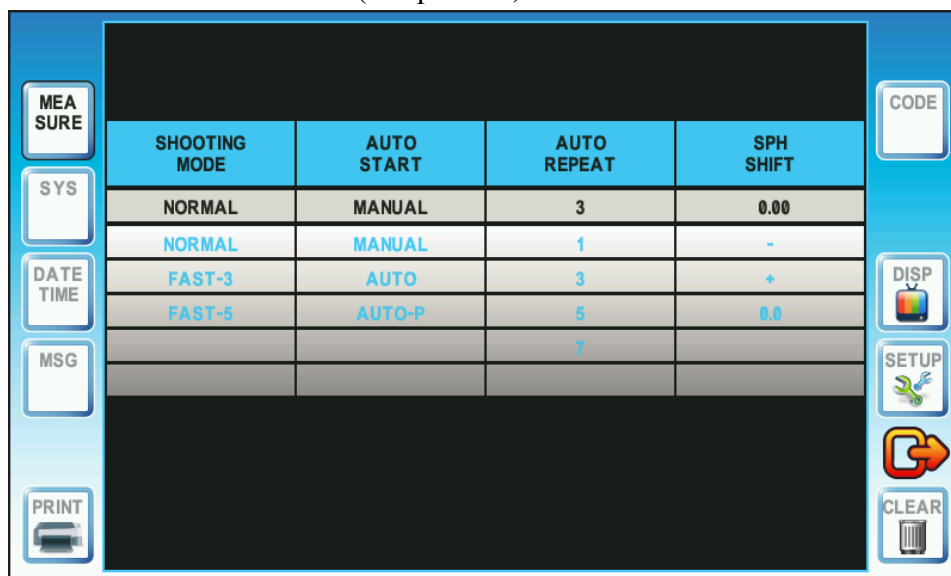 MEA
SURE
SYS
DATE
TIME
MSG
PRINT
SHOOTING MODE AUTO START AUTO REPEAT SPH SHIFT
NORMAL MANUAL 3 0.00
NORMAL MANUAL 1 -
FAST-3 AUTO 3 +
FAST-5 AUTO-P 5 0.0
7
CODE
DISP
SETUP
CLEAR